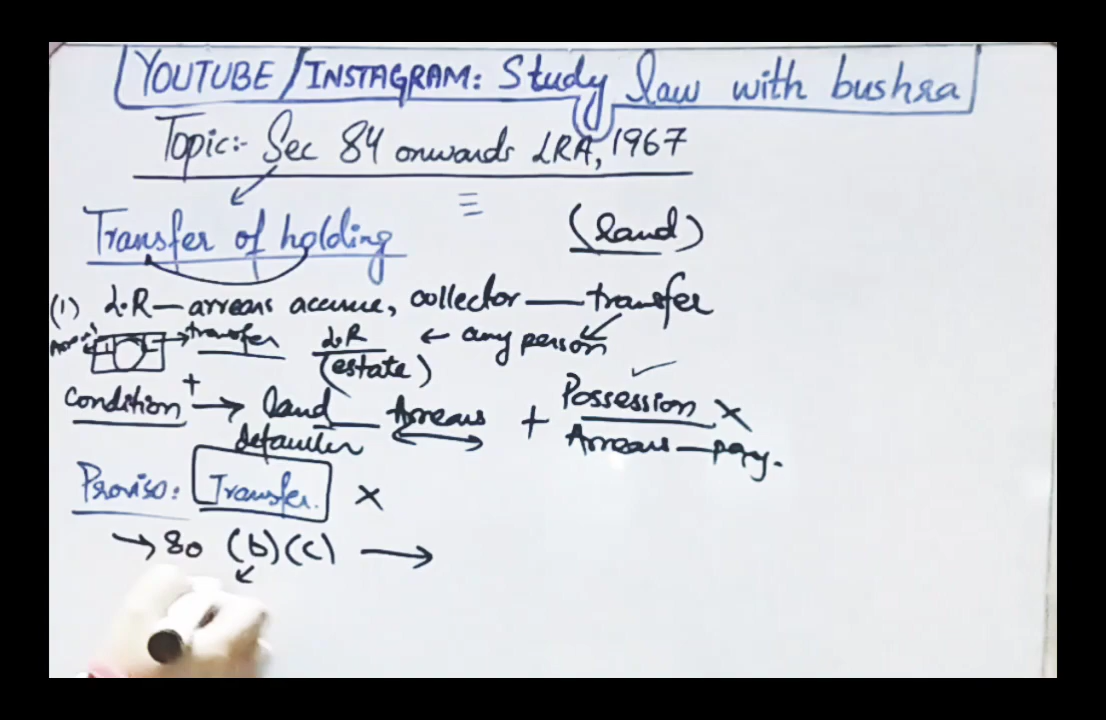 YOUTUBE/INSTAGRAM: Study law with bushra
Topic:- Sec 84 onwards LRA, 1967
Transfer of holding (land)
(1) L.R — arrears accrue, collector — transfer
transfer L.R ← any person
(estate)
Condition + → land Arrears + Possession ✓ X
defaulter Arrears — pay.
Proviso: Transfer. X
→ 80 (b)(c) →